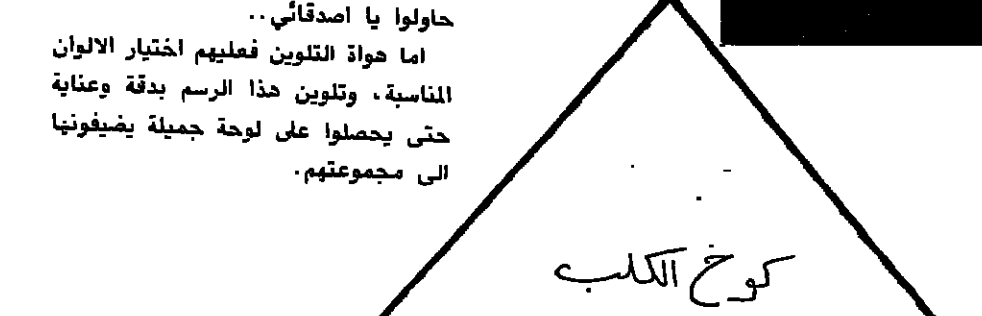 حاولوا يا اصدقائي..
اما هواة التلوين فعليهم اختيار الالوان
المناسبة، وتلوين هذا الرسم بدقة وعناية
حتى يحصلوا على لوحة جميلة يضيفونها
الى مجموعتهم.
كوخ الكلب